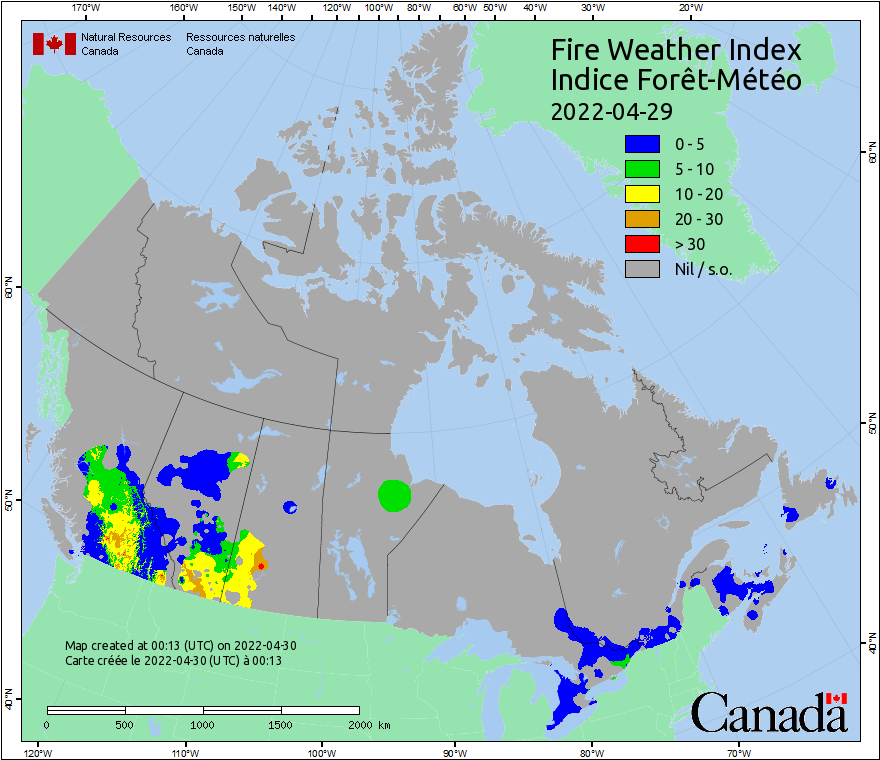 170°W 160°W 150°W 140°W 130°W 120°W 110°W 100°W 90°W 80°W 60°W 50°W 40°W 30°W 20°W
Natural Resources Canada
Ressources naturelles Canada
Fire Weather Index
Indice Forêt-Météo
2022-04-29
0 - 5
5 - 10
10 - 20
20 - 30
> 30
Nil / s.o.
60°N
50°N
40°N
60°N
50°N
40°N
Map created at 00:13 (UTC) on 2022-04-30
Carte créée le 2022-04-30 (UTC) à 00:13
0 500 1000 1500 2000 km
Canada
120°W 110°W 100°W 90°W 80°W 70°W